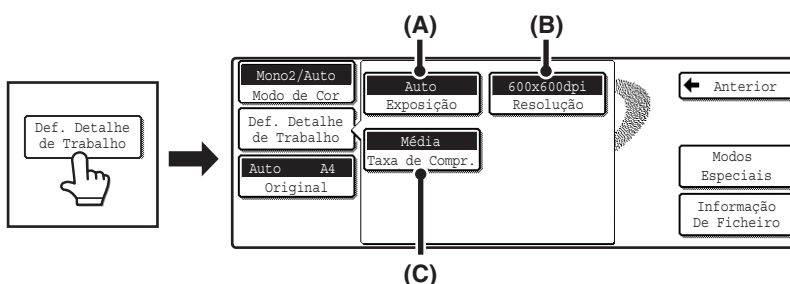 (A)
(B)
Def. Detalhe
de Trabalho
Mono2/Auto
Modo de Cor
Def. Detalhe
de Trabalho
Auto A4
Original
Auto
Exposição
600x600dpi
Resolução
Média
Taxa de Compr.
Anterior
Modos
Especiais
Informação
De Ficheiro
(C)